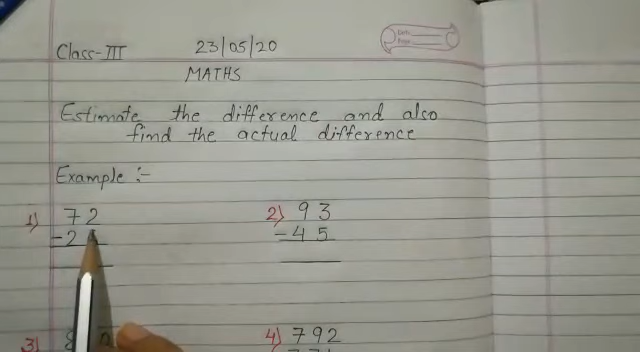 Class-III 23/05/20
MATHS
Estimate the difference and also
find the actual difference
Example :-
1) 72 2) 93
-2 -45
3) 4) 792